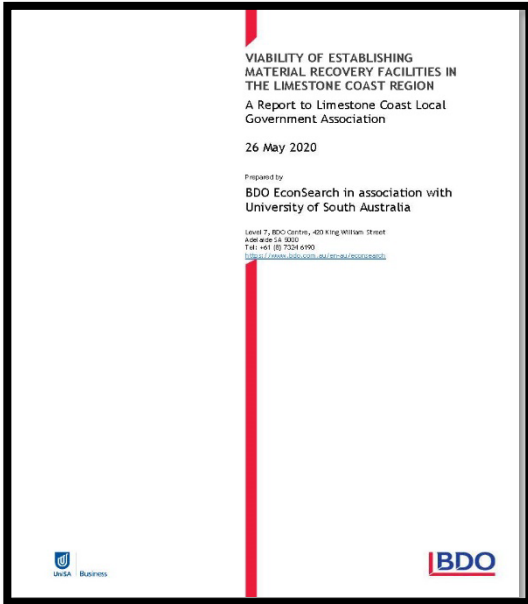 VIABILITY OF ESTABLISHING
MATERIAL RECOVERY FACILITIES IN
THE LIMESTONE COAST REGION
A Report to Limestone Coast Local
Government Association
26 May 2020
Prepared by
BDO EconSearch in association with
University of South Australia
Level 7, BDO Centre, 420 King William Street
Adelaide SA 5000
Tel: +61 (8) 7324 6190
https://www.bdo.com.au/en-au/econsearch
UniSA Business
BDO